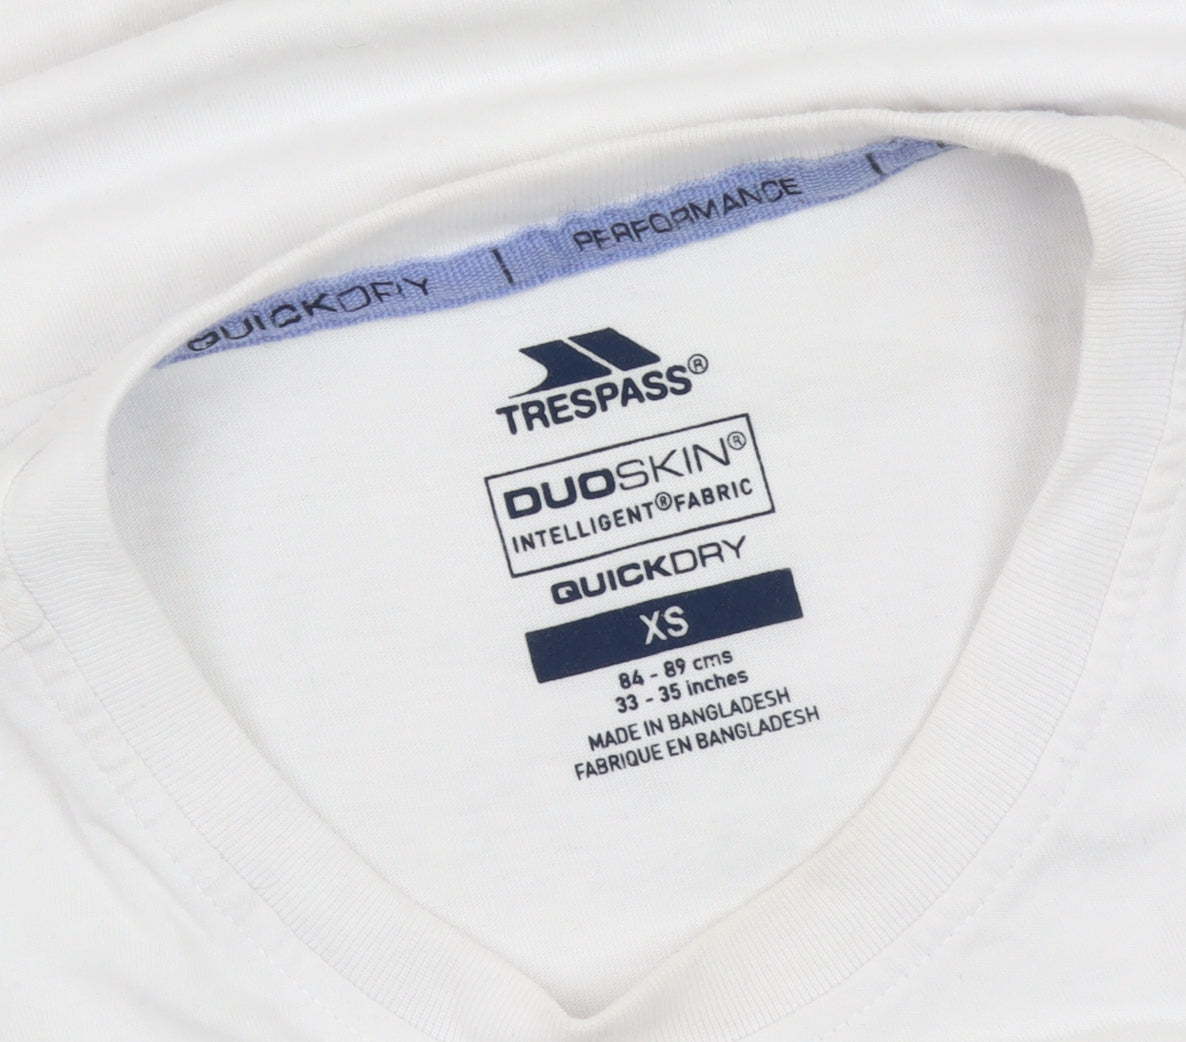 QUICKDRY | PERFORMANCE |
TRESPASS®
DUOSKIN®
INTELLIGENT® FABRIC
QUICKDRY
XS
84 - 89 cms
33 - 35 inches
MADE IN BANGLADESH
FABRIQUE EN BANGLADESH